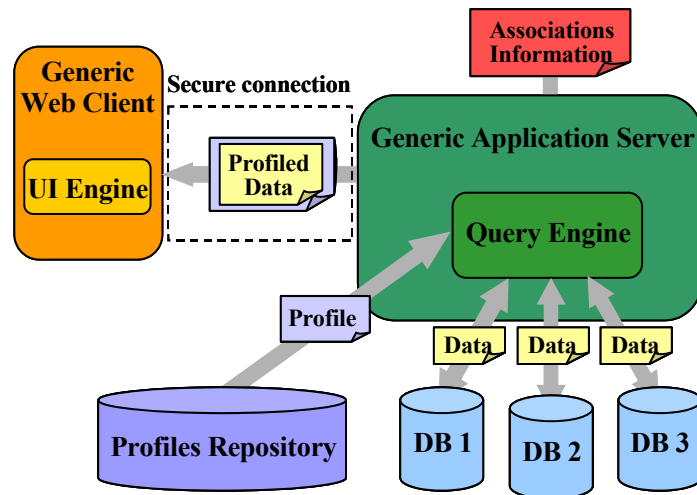 Associations
Information
Generic
Web Client
Secure connection
Generic Application Server
Profiled
Data
UI Engine
Query Engine
Profile
Data
Data
Data
Profiles Repository
DB 1
DB 2
DB 3